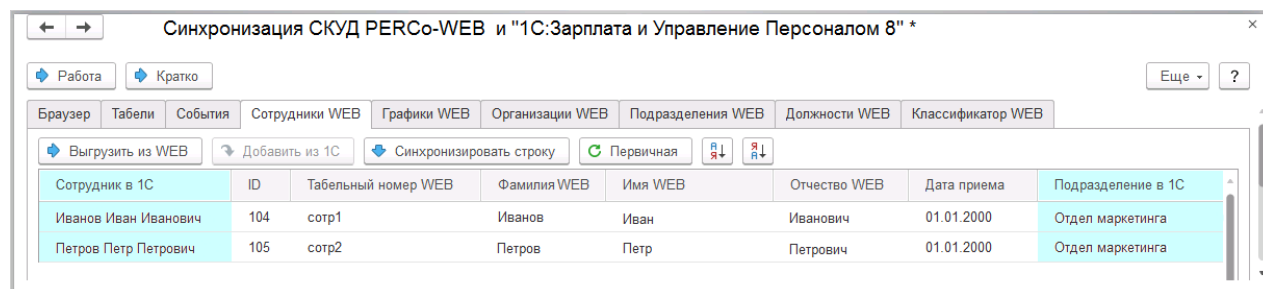 Синхронизация СКУД PERCo-WEB и "1С:Зарплата и Управление Персоналом 8" *
Работа Кратко Еще ?
Браузер Табели События Сотрудники WEB Графики WEB Организации WEB Подразделения WEB Должности WEB Классификатор WEB
Выгрузить из WEB Добавить из 1С Синхронизировать строку Первичная
Сотрудник в 1С ID Табельный номер WEB Фамилия WEB Имя WEB Отчество WEB Дата приема Подразделение в 1С
Иванов Иван Иванович 104 сотр1 Иванов Иван Иванович 01.01.2000 Отдел маркетинга
Петров Петр Петрович 105 сотр2 Петров Петр Петрович 01.01.2000 Отдел маркетинга